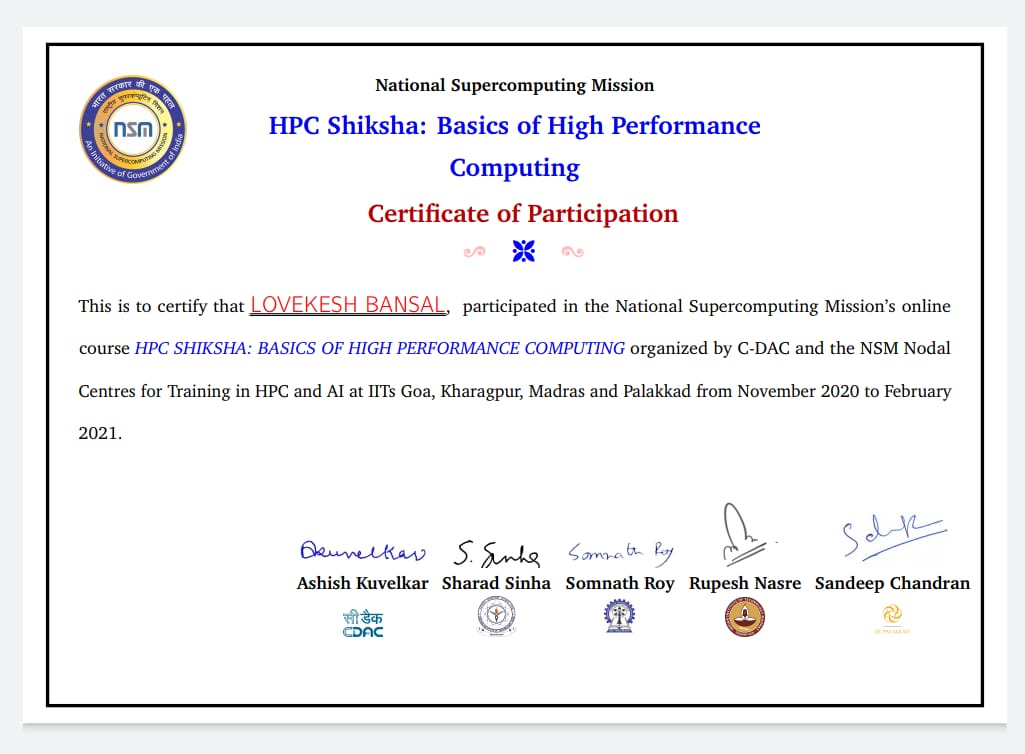 National Supercomputing Mission
HPC Shiksha: Basics of High Performance
Computing
Certificate of Participation
भारत सरकार की एक पहल
राष्ट्रीय सुपरकम्प्यूटिंग मिशन
nsm
NATIONAL SUPERCOMPUTING MISSION
An Initiative of Government of India
This is to certify that LOVEKESH BANSAL, participated in the National Supercomputing Mission's online
course HPC SHIKSHA: BASICS OF HIGH PERFORMANCE COMPUTING organized by C-DAC and the NSM Nodal
Centres for Training in HPC and AI at IITs Goa, Kharagpur, Madras and Palakkad from November 2020 to February
2021.
S. Sinha
Somnath Roy
Ashish Kuvelkar Sharad Sinha Somnath Roy Rupesh Nasre Sandeep Chandran
सी डैक
CDAC
IIT PALAKKAD